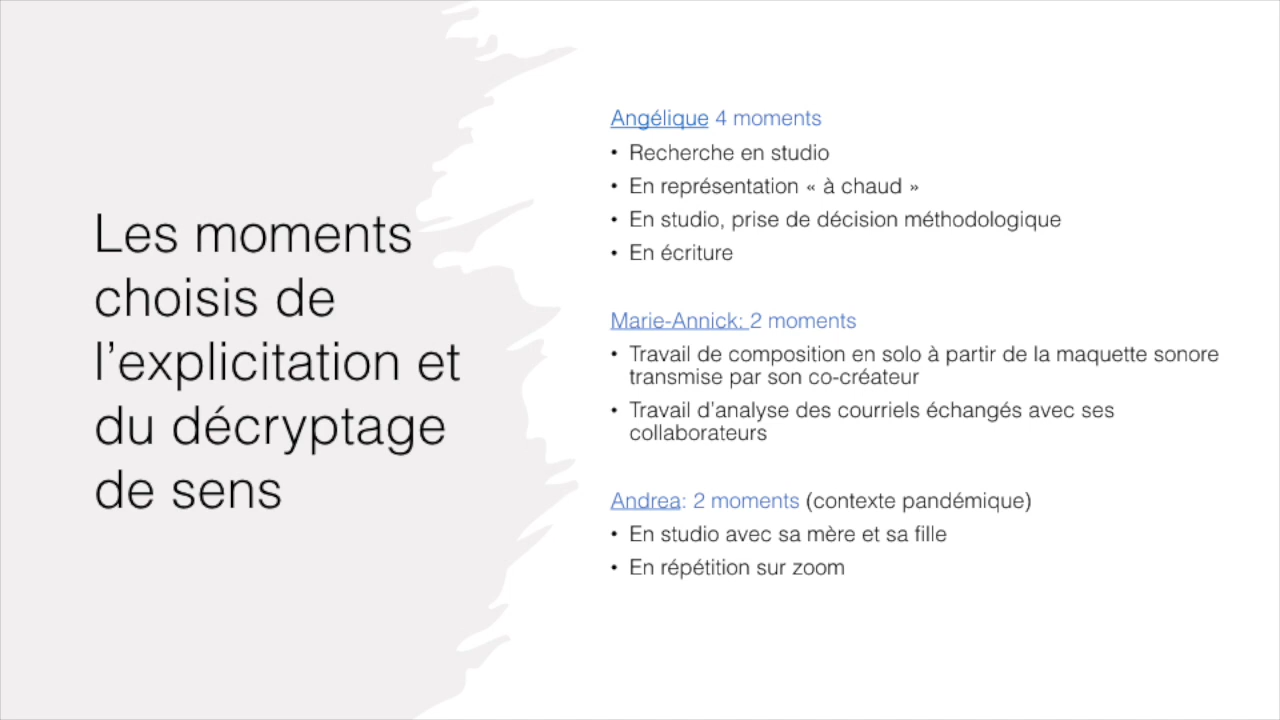 Les moments
choisis de
l’explicitation et
du décryptage
de sens
Angélique 4 moments
• Recherche en studio
• En représentation « à chaud »
• En studio, prise de décision méthodologique
• En écriture
Marie-Annick: 2 moments
• Travail de composition en solo à partir de la maquette sonore
transmise par son co-créateur
• Travail d’analyse des courriels échangés avec ses
collaborateurs
Andrea: 2 moments (contexte pandémique)
• En studio avec sa mère et sa fille
• En répétition sur zoom